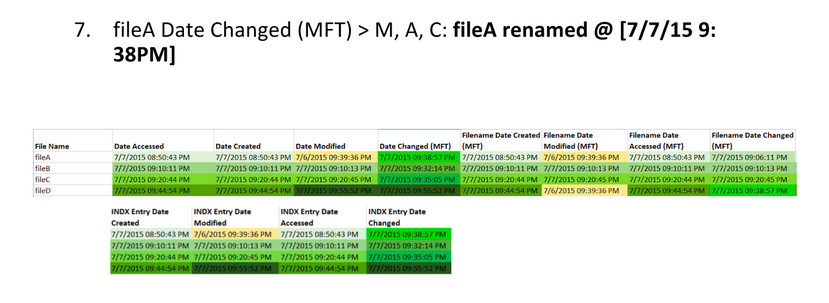 7. fileA Date Changed (MFT) > M, A, C: fileA renamed @ [7/7/15 9:
38PM]
File Name Date Accessed Date Created Date Modified Date Changed (MFT) Filename Date Created (MFT) Filename Date Modified (MFT) Filename Date Accessed (MFT) Filename Date Changed (MFT)
fileA 7/7/2015 08:50:43 PM 7/7/2015 08:50:43 PM 7/6/2015 09:39:36 PM 7/7/2015 09:38:57 PM 7/7/2015 08:50:43 PM 7/6/2015 09:39:36 PM 7/7/2015 08:50:43 PM 7/7/2015 09:06:11 PM
fileB 7/7/2015 09:10:11 PM 7/7/2015 09:10:11 PM 7/7/2015 09:10:13 PM 7/7/2015 09:32:14 PM 7/7/2015 09:10:11 PM 7/7/2015 09:10:13 PM 7/7/2015 09:10:11 PM 7/7/2015 09:10:13 PM
fileC 7/7/2015 09:20:44 PM 7/7/2015 09:20:44 PM 7/7/2015 09:20:45 PM 7/7/2015 09:35:05 PM 7/7/2015 09:20:44 PM 7/7/2015 09:20:45 PM 7/7/2015 09:20:44 PM 7/7/2015 09:20:45 PM
fileD 7/7/2015 09:44:54 PM 7/7/2015 09:44:54 PM 7/7/2015 09:55:52 PM 7/7/2015 09:55:52 PM 7/7/2015 09:44:54 PM 7/6/2015 09:39:36 PM 7/7/2015 09:44:54 PM 7/7/2015 09:38:57 PM
INDX Entry Date Created INDX Entry Date Modified INDX Entry Date Accessed INDX Entry Date Changed
7/7/2015 08:50:43 PM 7/6/2015 09:39:36 PM 7/7/2015 08:50:43 PM 7/7/2015 09:38:57 PM
7/7/2015 09:10:11 PM 7/7/2015 09:10:13 PM 7/7/2015 09:10:11 PM 7/7/2015 09:32:14 PM
7/7/2015 09:20:44 PM 7/7/2015 09:20:45 PM 7/7/2015 09:20:44 PM 7/7/2015 09:35:05 PM
7/7/2015 09:44:54 PM 7/7/2015 09:55:52 PM 7/7/2015 09:44:54 PM 7/7/2015 09:55:52 PM